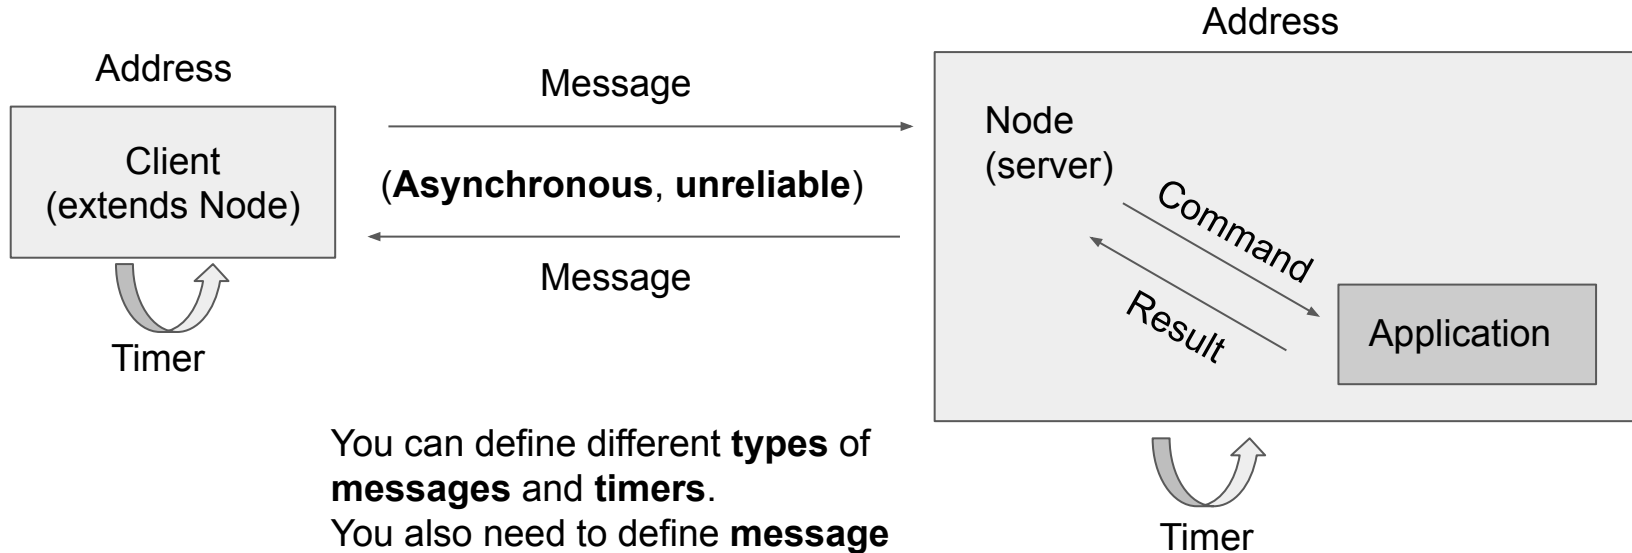 Address
Client
(extends Node)
Timer
Message
(Asynchronous, unreliable)
Message
Address
Node
(server)
Command
Result
Application
Timer
You can define different types of
messages and timers.
You also need to define message